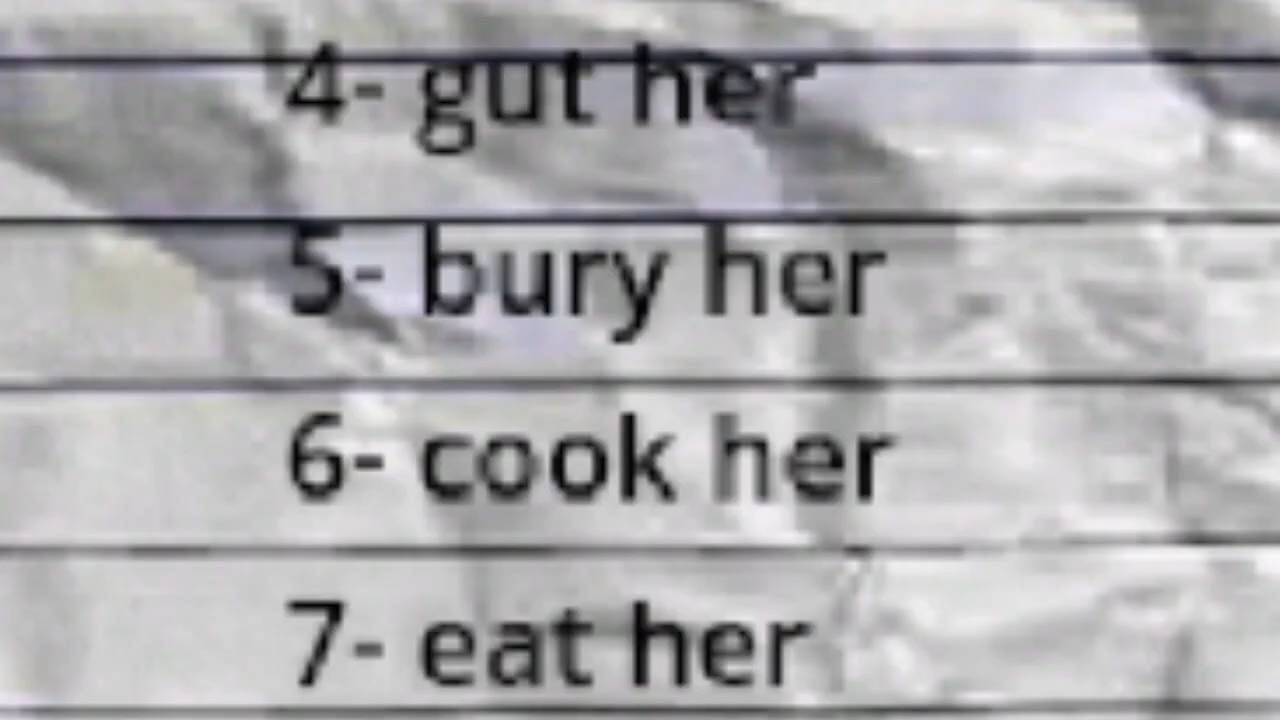 4- gut her
5- bury her
6- cook her
7- eat her